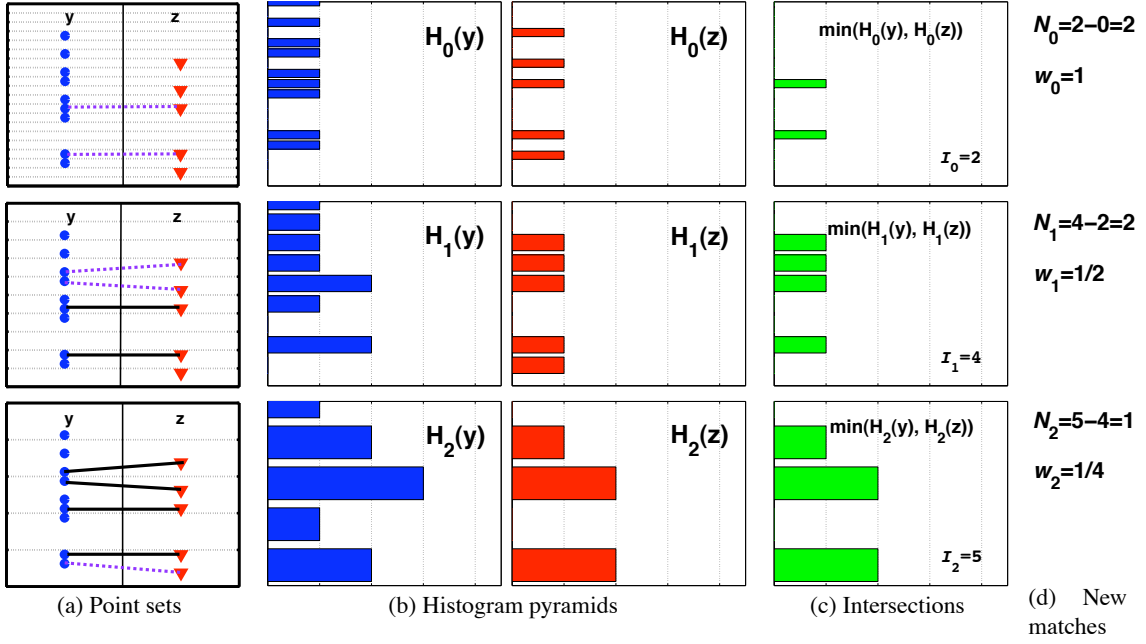 y z
H₀(y)
H₀(z)
min(H₀(y), H₀(z))
I₀=2
N₀=2−0=2
w₀=1
y z
H₁(y)
H₁(z)
min(H₁(y), H₁(z))
I₁=4
N₁=4−2=2
w₁=1/2
y z
H₂(y)
H₂(z)
min(H₂(y), H₂(z))
I₂=5
N₂=5−4=1
w₂=1/4
(a) Point sets
(b) Histogram pyramids
(c) Intersections
(d) New
matches